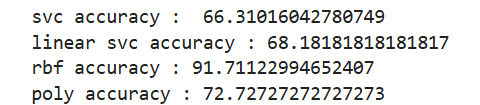 svc accuracy :  66.31016042780749
linear svc accuracy : 68.18181818181817
rbf accuracy : 91.71122994652407
poly accuracy : 72.72727272727273